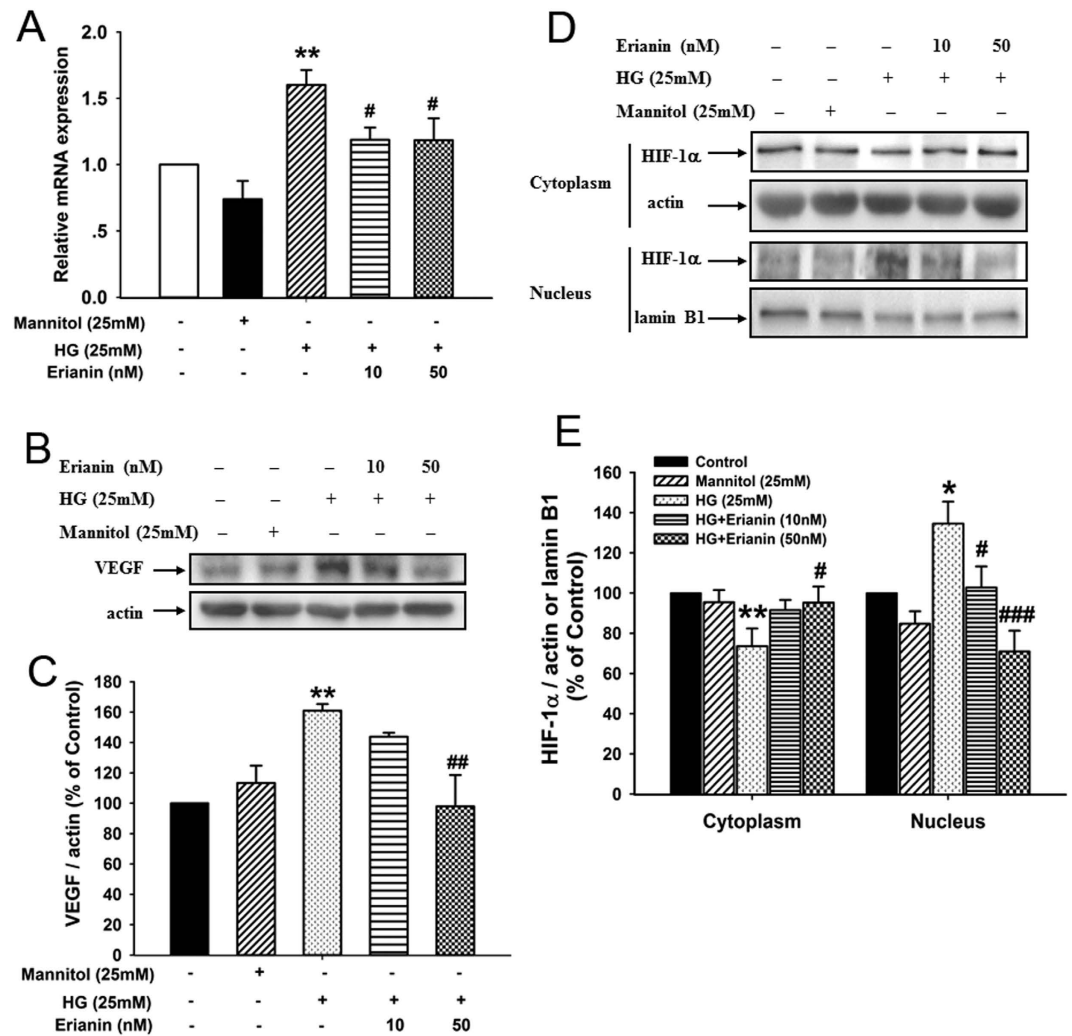 A
Relative mRNA expression
2.0
1.5
1.0
.5
0.0
**
#
#
Mannitol (25mM) - + - - -
HG (25mM) - - + + +
Erianin (nM) - - - 10 50
B
Erianin (nM) – – – 10 50
HG (25mM) – – + + +
Mannitol (25mM) – + – – –
VEGF
actin
C
VEGF / actin (% of Control)
180
160
140
120
100
80
60
40
20
0
**
##
Mannitol (25mM) - + - - -
HG (25mM) - - + + +
Erianin (nM) - - - 10 50
D
Erianin (nM) – – – 10 50
HG (25mM) – – + + +
Mannitol (25mM) – + – – –
Cytoplasm
HIF-1α
actin
Nucleus
HIF-1α
lamin B1
E
HIF-1α / actin or lamin B1
(% of Control)
160
140
120
100
80
60
40
20
0
Control
Mannitol (25mM)
HG (25mM)
HG+Erianin (10nM)
HG+Erianin (50nM)
**
#
*
#
###
Cytoplasm Nucleus